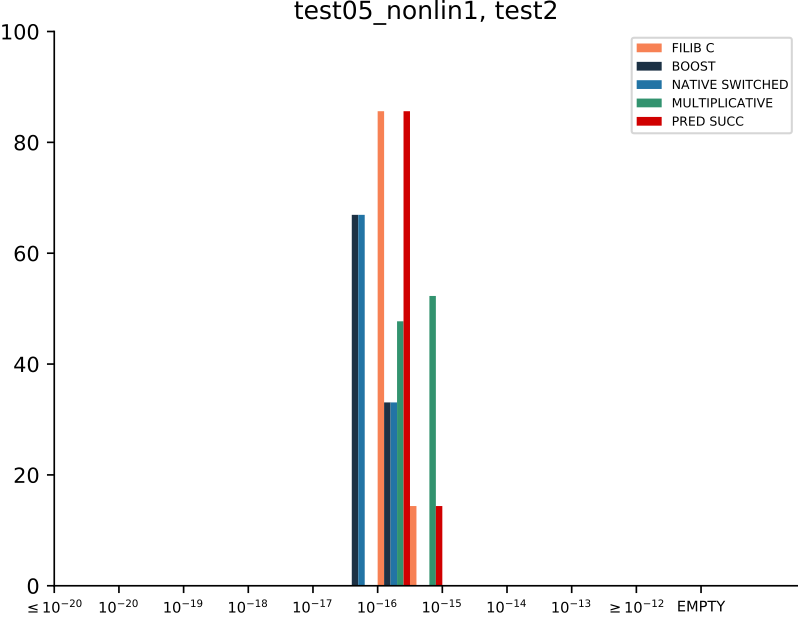 test05_nonlin1, test2
100
80
60
40
20
0
FILIB C
BOOST
NATIVE SWITCHED
MULTIPLICATIVE
PRED SUCC
≤10⁻²⁰ 10⁻²⁰ 10⁻¹⁹ 10⁻¹⁸ 10⁻¹⁷ 10⁻¹⁶ 10⁻¹⁵ 10⁻¹⁴ 10⁻¹³ ≥10⁻¹² EMPTY